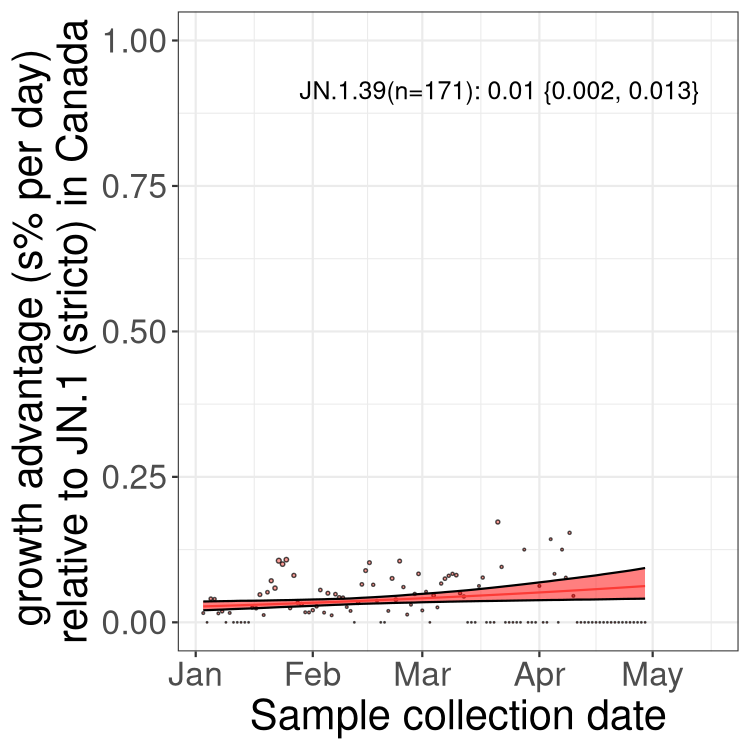 growth advantage (s% per day)
relative to JN.1 (stricto) in Canada
1.00
0.75
0.50
0.25
0.00
JN.1.39(n=171): 0.01 {0.002, 0.013}
Jan
Feb
Mar
Apr
May
Sample collection date